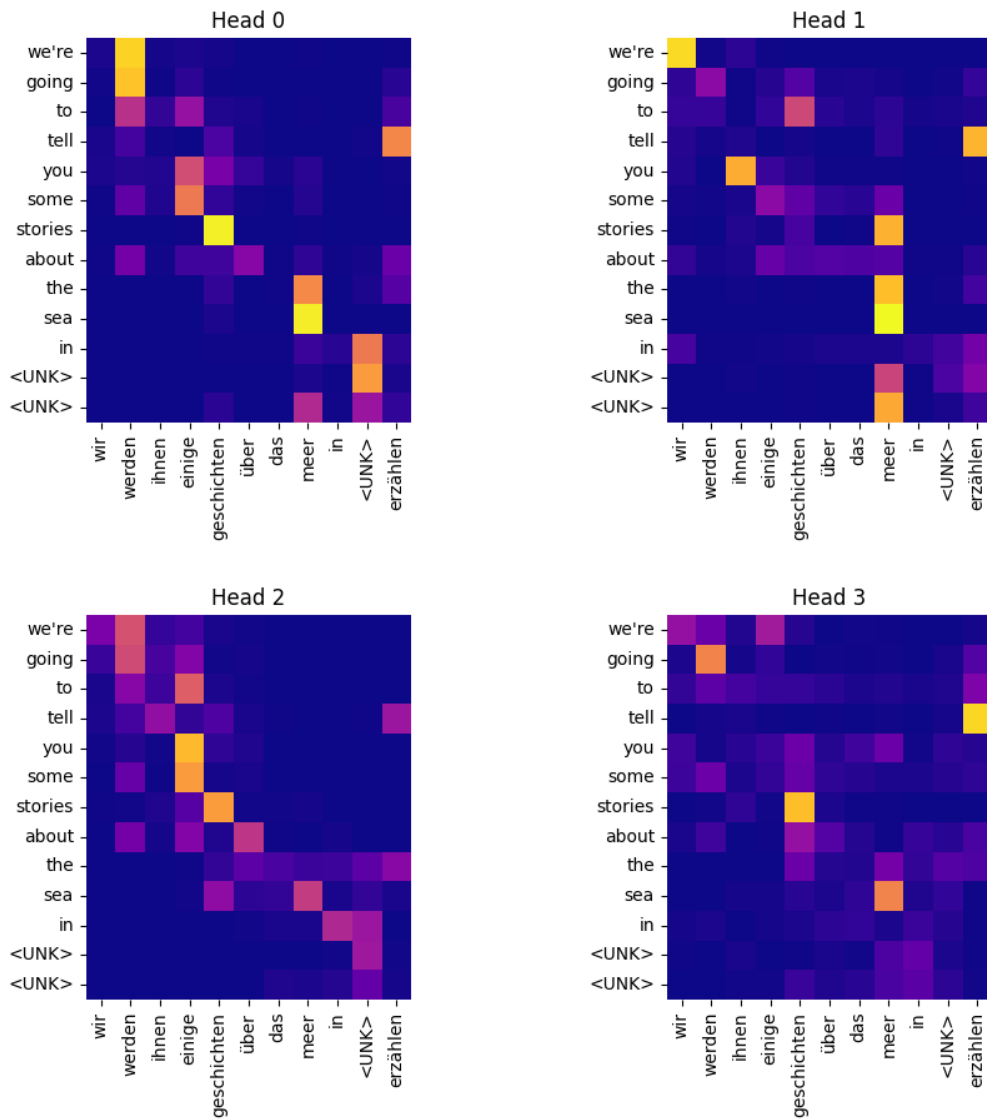 Head 0
we're
going
to
tell
you
some
stories
about
the
sea
in
<UNK>
<UNK>
wir
werden
ihnen
einige
geschichten
über
das
meer
in
<UNK>
erzählen
Head 1
we're
going
to
tell
you
some
stories
about
the
sea
in
<UNK>
<UNK>
wir
werden
ihnen
einige
geschichten
über
das
meer
in
<UNK>
erzählen
Head 2
we're
going
to
tell
you
some
stories
about
the
sea
in
<UNK>
<UNK>
wir
werden
ihnen
einige
geschichten
über
das
meer
in
<UNK>
erzählen
Head 3
we're
going
to
tell
you
some
stories
about
the
sea
in
<UNK>
<UNK>
wir
werden
ihnen
einige
geschichten
über
das
meer
in
<UNK>
erzählen